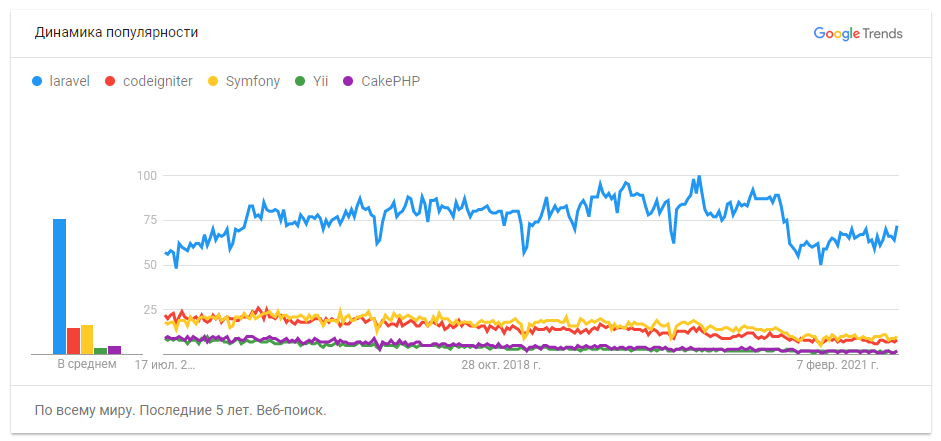 Динамика популярности
Google Trends
laravel codeigniter Symfony Yii CakePHP
100
75
50
25
В среднем
17 июл. 2... 28 окт. 2018 г. 7 февр. 2021 г.
По всему миру. Последние 5 лет. Веб-поиск.